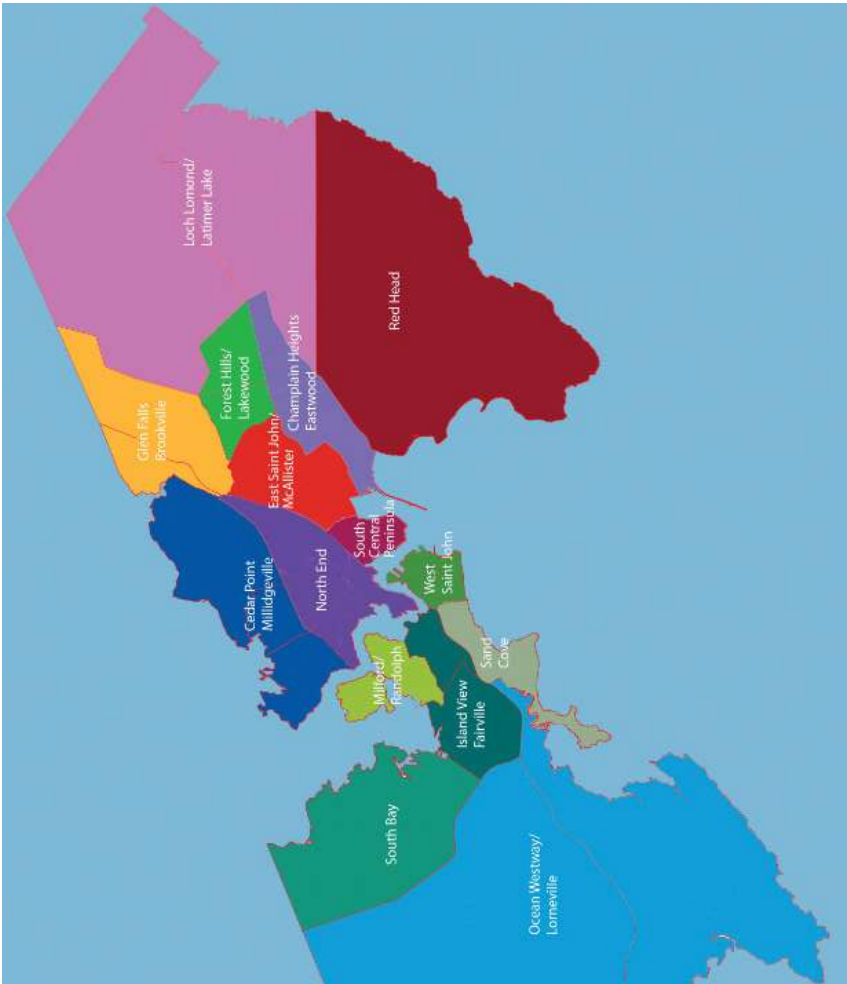 Glen Falls
Brookville
Loch Lomond/
Latimer Lake
Forest Hills/
Lakewood
Cedar Point
Millidgeville
East Saint John/
McAllister
Champlain Heights
Eastwood
North End
South
Central
Peninsula
Milford/
Randolph
South Bay
Red Head
West
Saint John
Island View
Fairville
Sand
Cove
Ocean Westway/
Lorneville